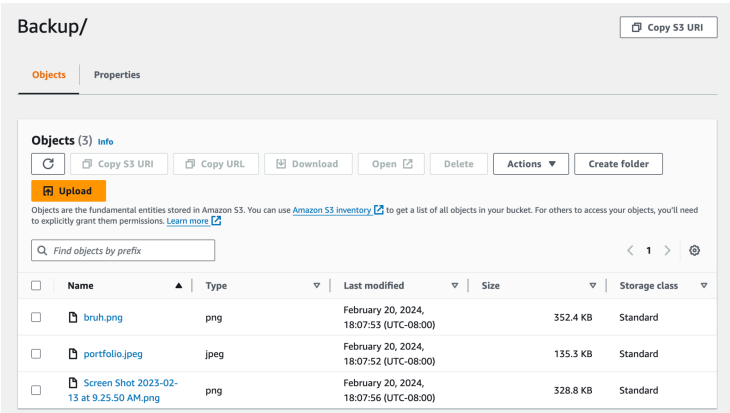 Backup/
Copy S3 URI
Objects
Properties
Objects (3) Info
Copy S3 URI
Copy URL
Download
Open
Delete
Actions
Create folder
Upload
Objects are the fundamental entities stored in Amazon S3. You can use Amazon S3 inventory to get a list of all objects in your bucket. For others to access your objects, you'll need
to explicitly grant them permissions. Learn more
Find objects by prefix
1
Name Type Last modified Size Storage class
bruh.png png February 20, 2024, 352.4 KB Standard
18:07:53 (UTC-08:00)
portfolio.jpeg jpeg February 20, 2024, 135.3 KB Standard
18:07:52 (UTC-08:00)
Screen Shot 2023-02- png February 20, 2024, 328.8 KB Standard
13 at 9.25.50 AM.png 18:07:56 (UTC-08:00)